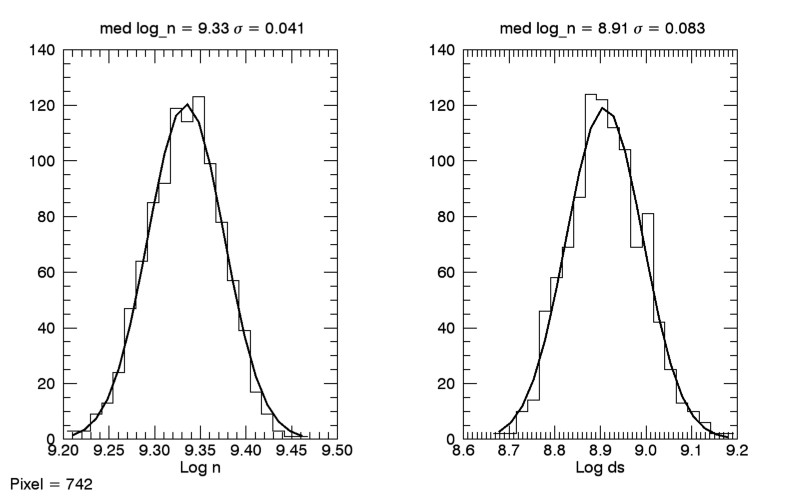 med log_n = 9.33 σ = 0.041
140
120
100
80
60
40
20
0
9.20 9.25 9.30 9.35 9.40 9.45 9.50
Log n
med log_n = 8.91 σ = 0.083
140
120
100
80
60
40
20
0
8.6 8.7 8.8 8.9 9.0 9.1 9.2
Log ds
Pixel = 742